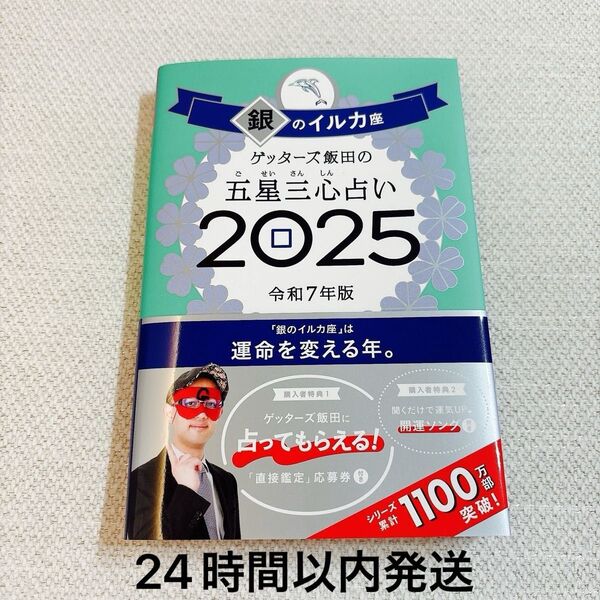 銀のイルカ座
ゲッターズ飯田の
ご せい さん しん
五星三心占い
2025
令和7年版
「銀のイルカ座」は
運命を変える年。
購入者特典1
ゲッターズ飯田に
占ってもらえる!
「直接鑑定」応募券付き
購入者特典2
聞くだけで運気UP。
開運ソング
G
シリーズ累計1100万部突破!
24時間以内発送